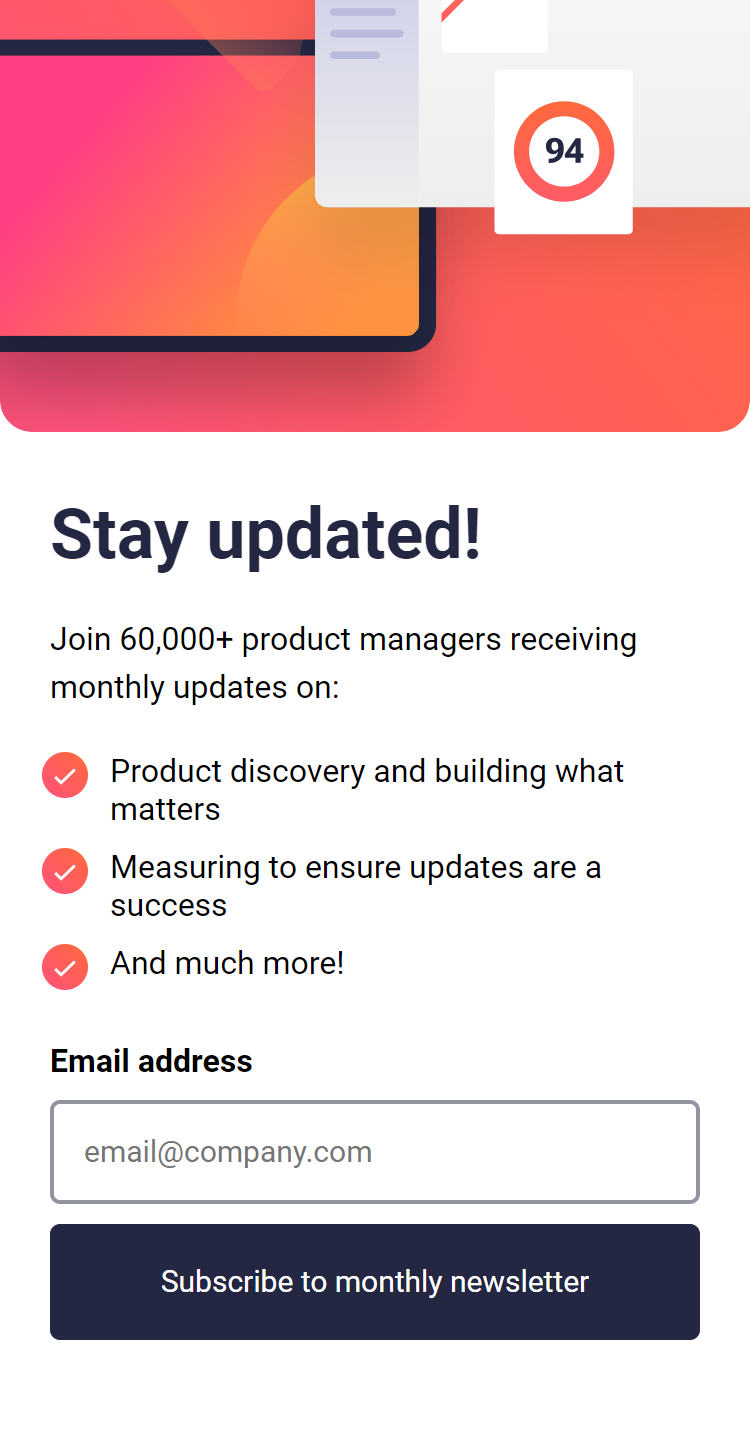 94
Stay updated!
Join 60,000+ product managers receiving
monthly updates on:
Product discovery and building what
matters
Measuring to ensure updates are a
success
And much more!
Email address
email@company.com
Subscribe to monthly newsletter